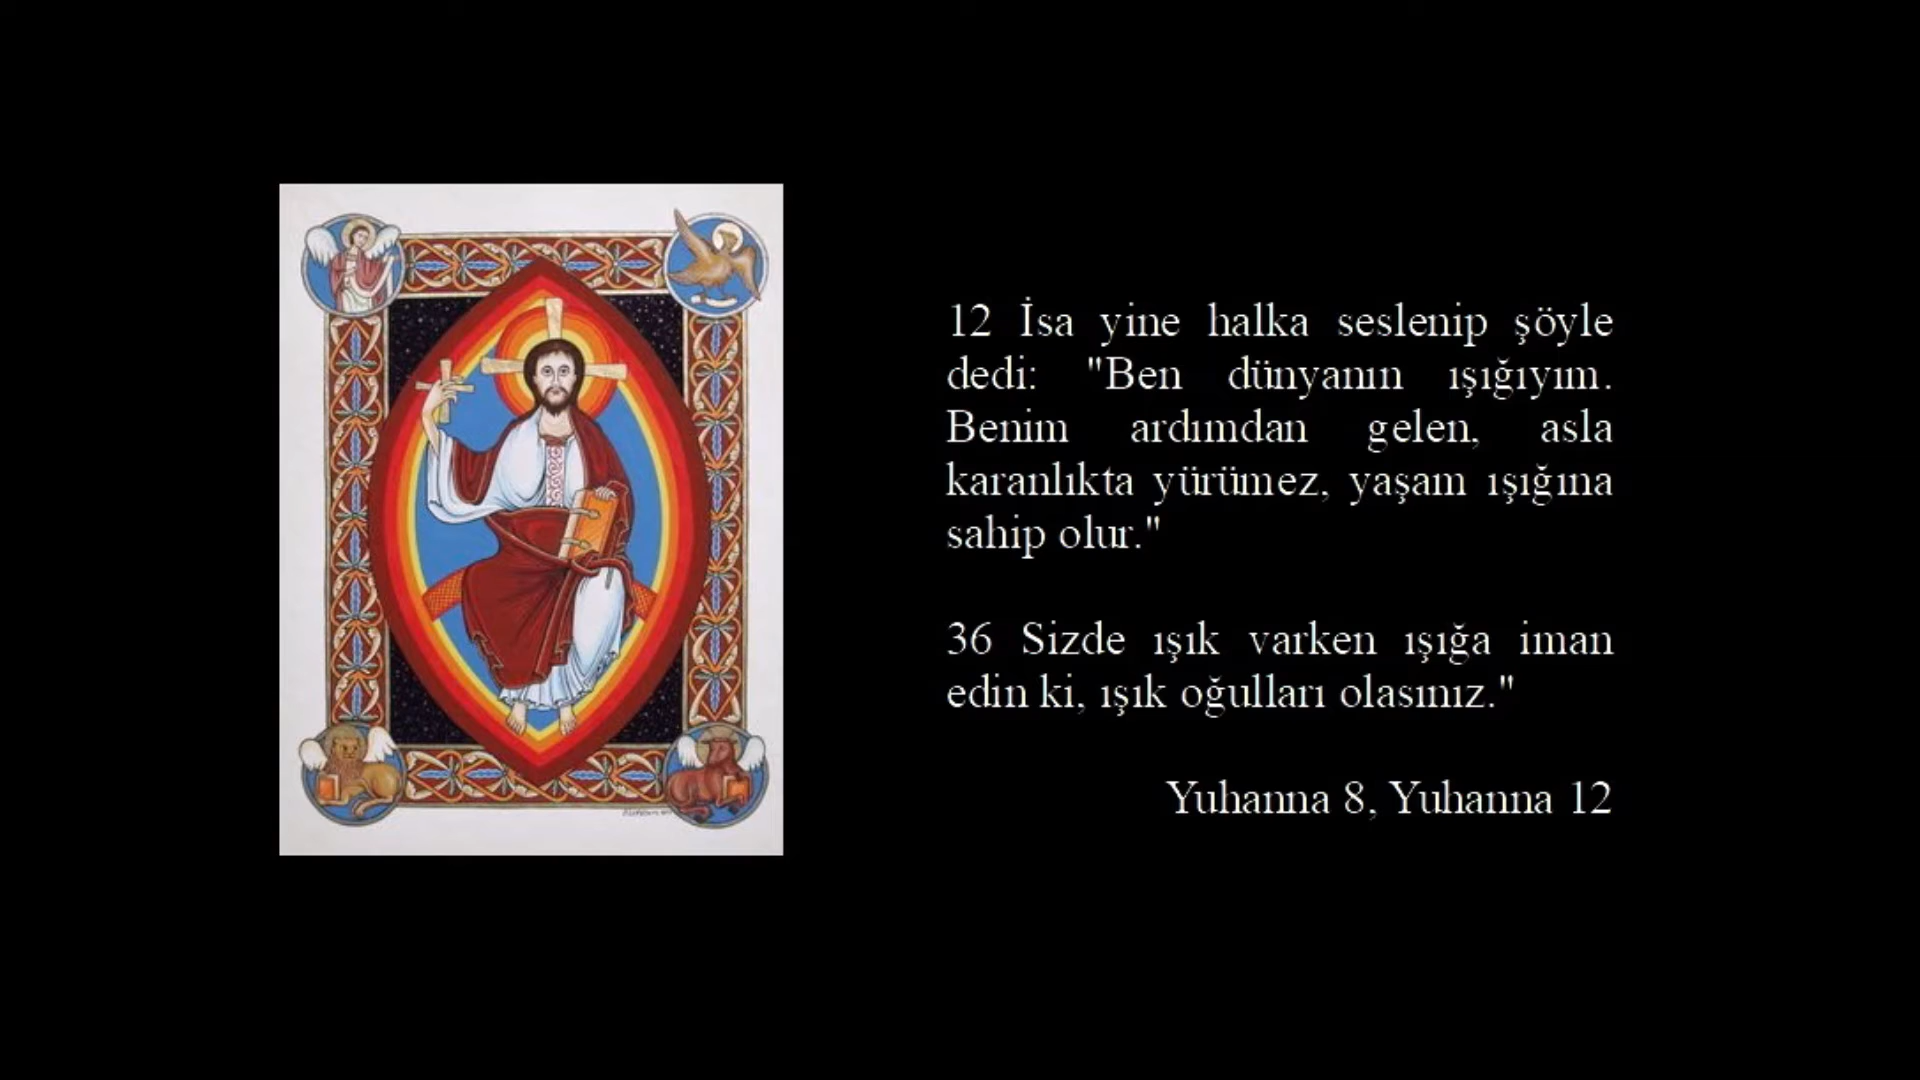 12 İsa yine halka seslenip şöyle
dedi: "Ben dünyanın ışığıyım.
Benim ardımdan gelen, asla
karanlıkta yürümez, yaşam ışığına
sahip olur."
36 Sizde ışık varken ışığa iman
edin ki, ışık oğulları olasınız."
Yuhanna 8, Yuhanna 12